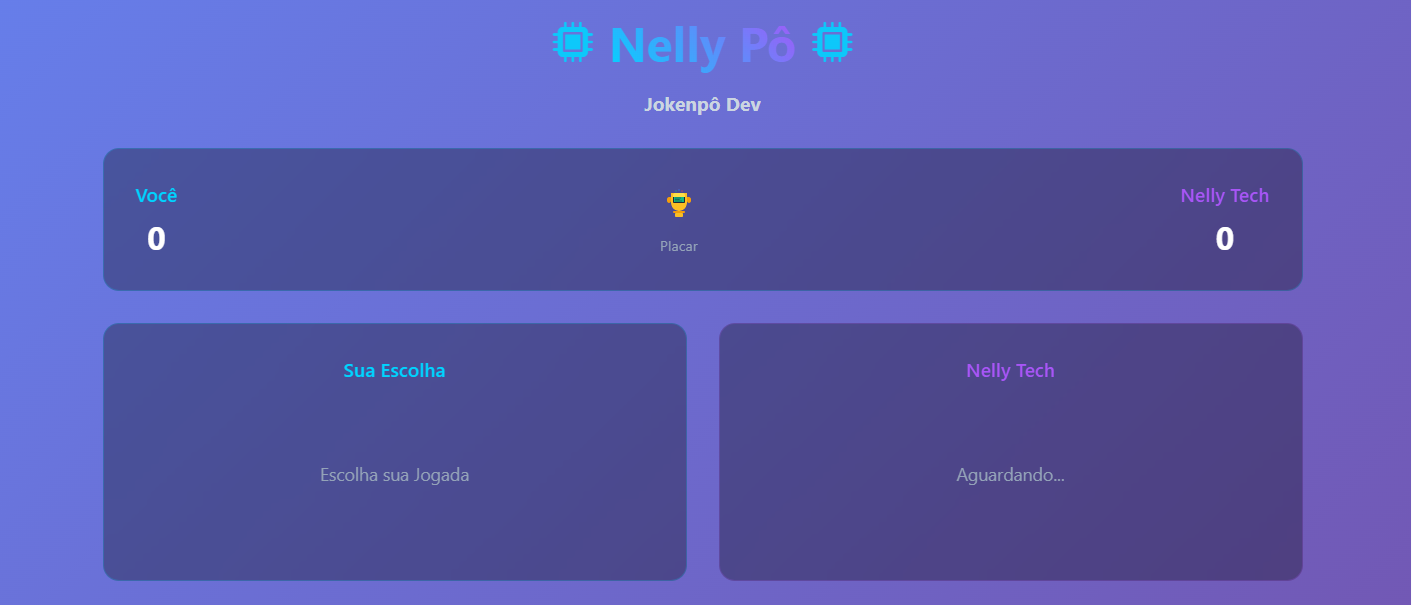 Nelly Pô
Jokenpô Dev
Você
0
Placar
Nelly Tech
0
Sua Escolha
Escolha sua Jogada
Nelly Tech
Aguardando...